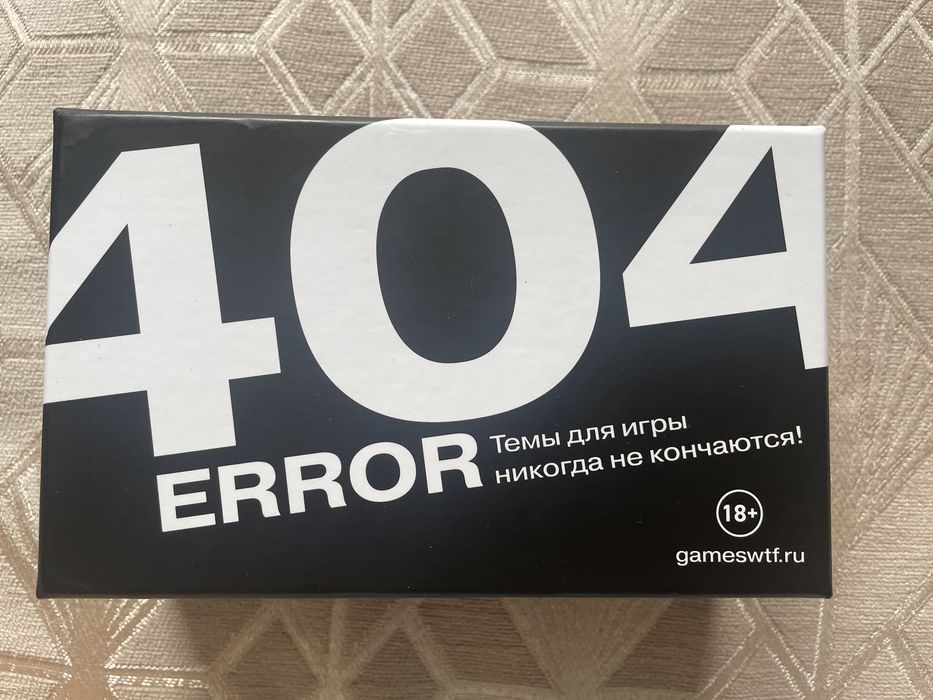 404
ERROR
Темы для игры
никогда не кончаются!
18+
gameswtf.ru